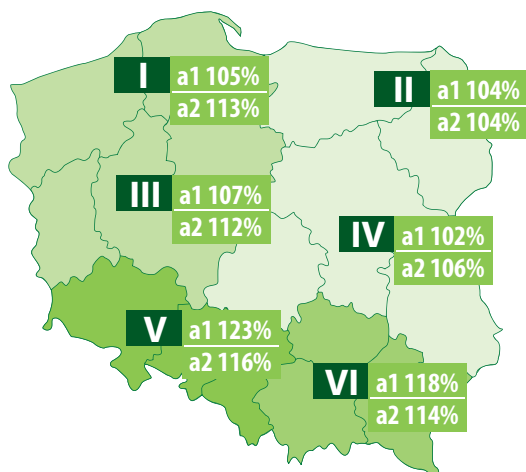 I
a1 105%
a2 113%
II
a1 104%
a2 104%
III
a1 107%
a2 112%
IV
a1 102%
a2 106%
V
a1 123%
a2 116%
VI
a1 118%
a2 114%